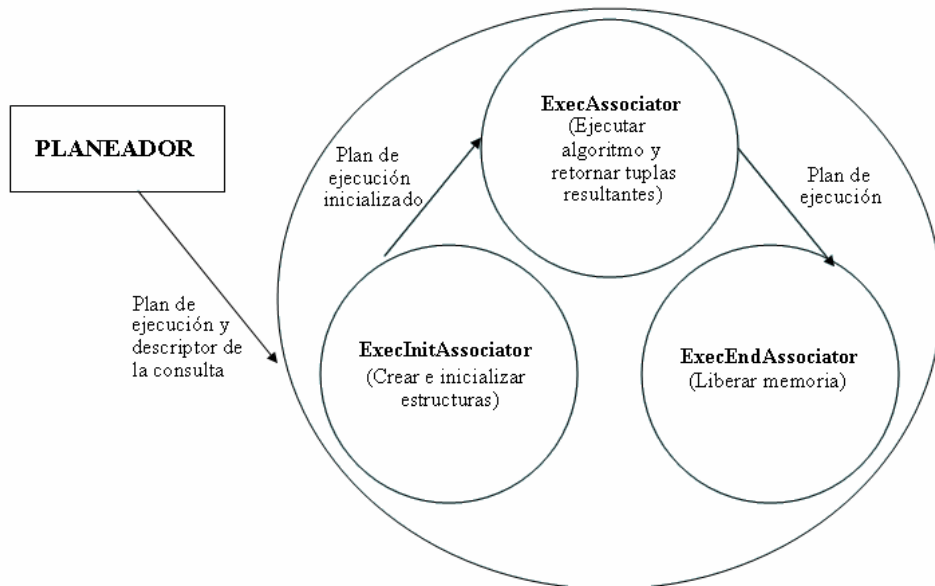 PLANEADOR
Plan de
ejecución y
descriptor de
la consulta
Plan de
ejecución
inicializado
ExecAssociator
(Ejecutar
algoritmo y
retornar tuplas
resultantes)
Plan de
ejecución
ExecInitAssociator
(Crear e inicializar
estructuras)
ExecEndAssociator
(Liberar memoria)